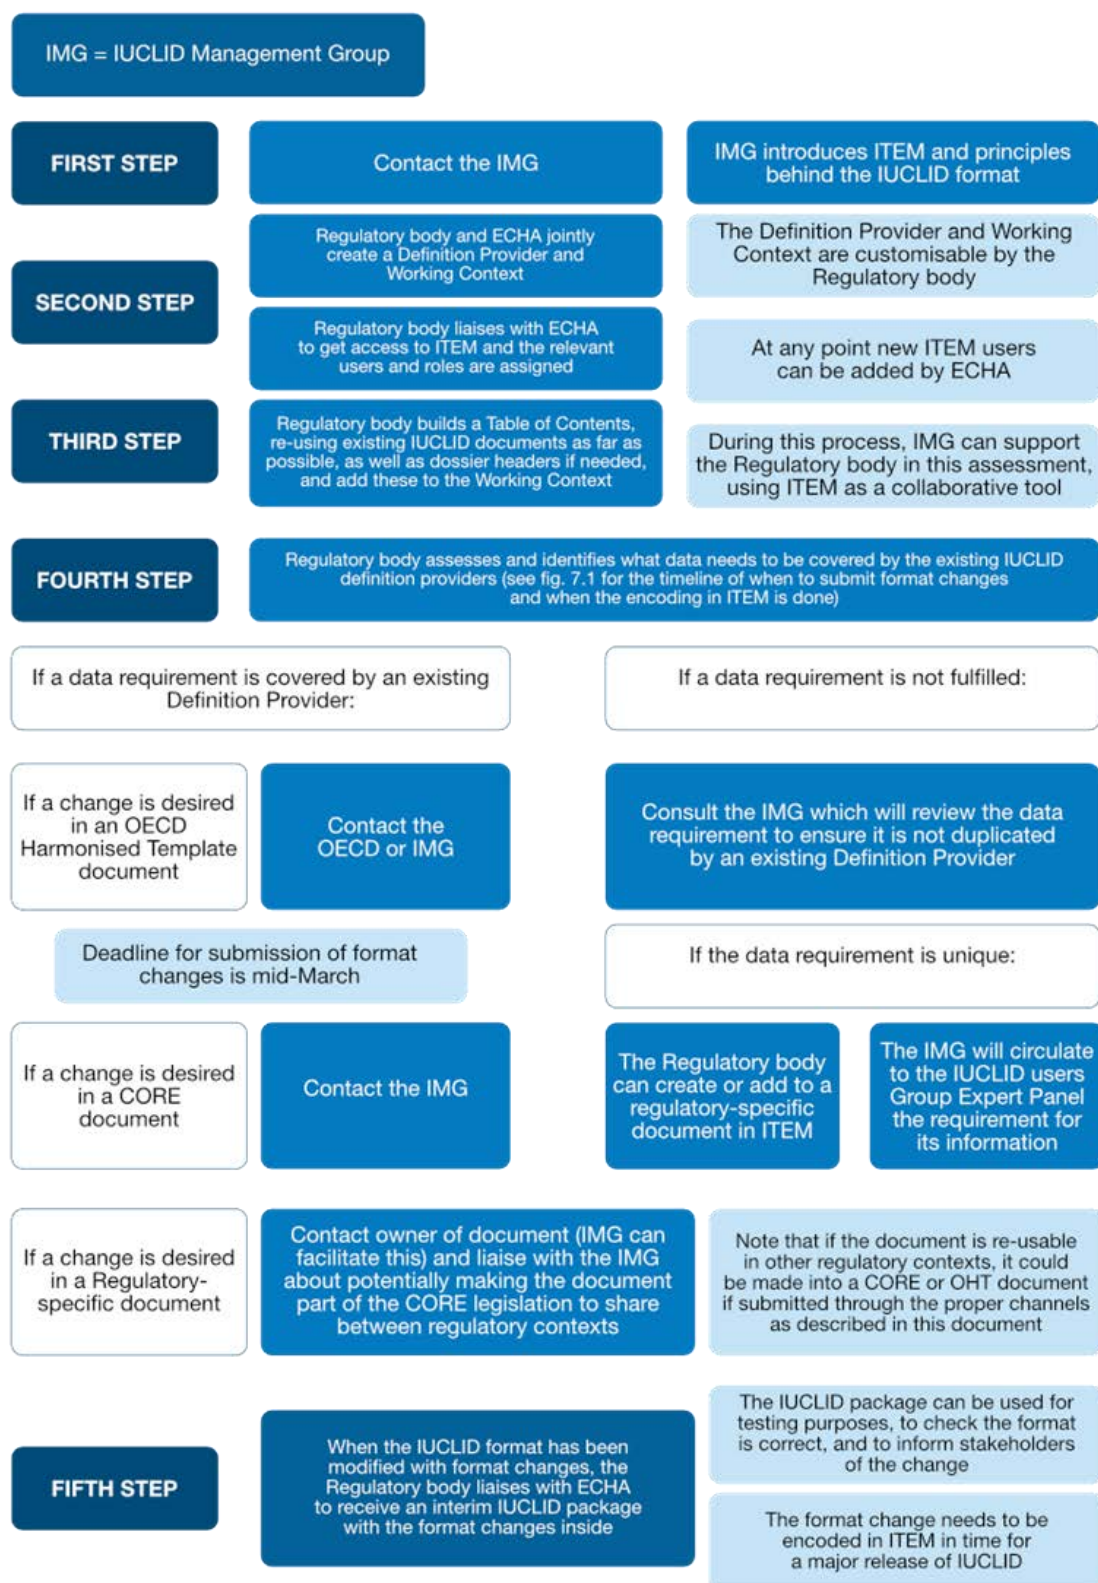 IMG = IUCLID Management Group
FIRST STEP
Contact the IMG
IMG introduces ITEM and principles
behind the IUCLID format
SECOND STEP
Regulatory body and ECHA jointly
create a Definition Provider and
Working Context
The Definition Provider and Working
Context are customisable by the
Regulatory body
Regulatory body liaises with ECHA
to get access to ITEM and the relevant
users and roles are assigned
At any point new ITEM users
can be added by ECHA
THIRD STEP
Regulatory body builds a Table of Contents,
re-using existing IUCLID documents as far as
possible, as well as dossier headers if needed,
and add these to the Working Context
During this process, IMG can support
the Regulatory body in this assessment,
using ITEM as a collaborative tool
FOURTH STEP
Regulatory body assesses and identifies what data needs to be covered by the existing IUCLID
definition providers (see fig. 7.1 for the timeline of when to submit format changes
and when the encoding in ITEM is done)
If a data requirement is covered by an existing
Definition Provider:
If a data requirement is not fulfilled:
If a change is desired
in an OECD
Harmonised Template
document
Contact the
OECD or IMG
Consult the IMG which will review the data
requirement to ensure it is not duplicated
by an existing Definition Provider
Deadline for submission of format
changes is mid-March
If the data requirement is unique:
If a change is desired
in a CORE
document
Contact the IMG
The Regulatory body
can create or add to a
regulatory-specific
document in ITEM
The IMG will circulate
to the IUCLID users
Group Expert Panel
the requirement for
its information
If a change is desired
in a Regulatory-
specific document
Contact owner of document (IMG can
facilitate this) and liaise with the IMG
about potentially making the document
part of the CORE legislation to share
between regulatory contexts
Note that if the document is re-usable
in other regulatory contexts, it could
be made into a CORE or OHT document
if submitted through the proper channels
as described in this document
FIFTH STEP
When the IUCLID format has been
modified with format changes, the
Regulatory body liaises with ECHA
to receive an interim IUCLID package
with the format changes inside
The IUCLID package can be used for
testing purposes, to check the format
is correct, and to inform stakeholders
of the change
The format change needs to be
encoded in ITEM in time for
a major release of IUCLID